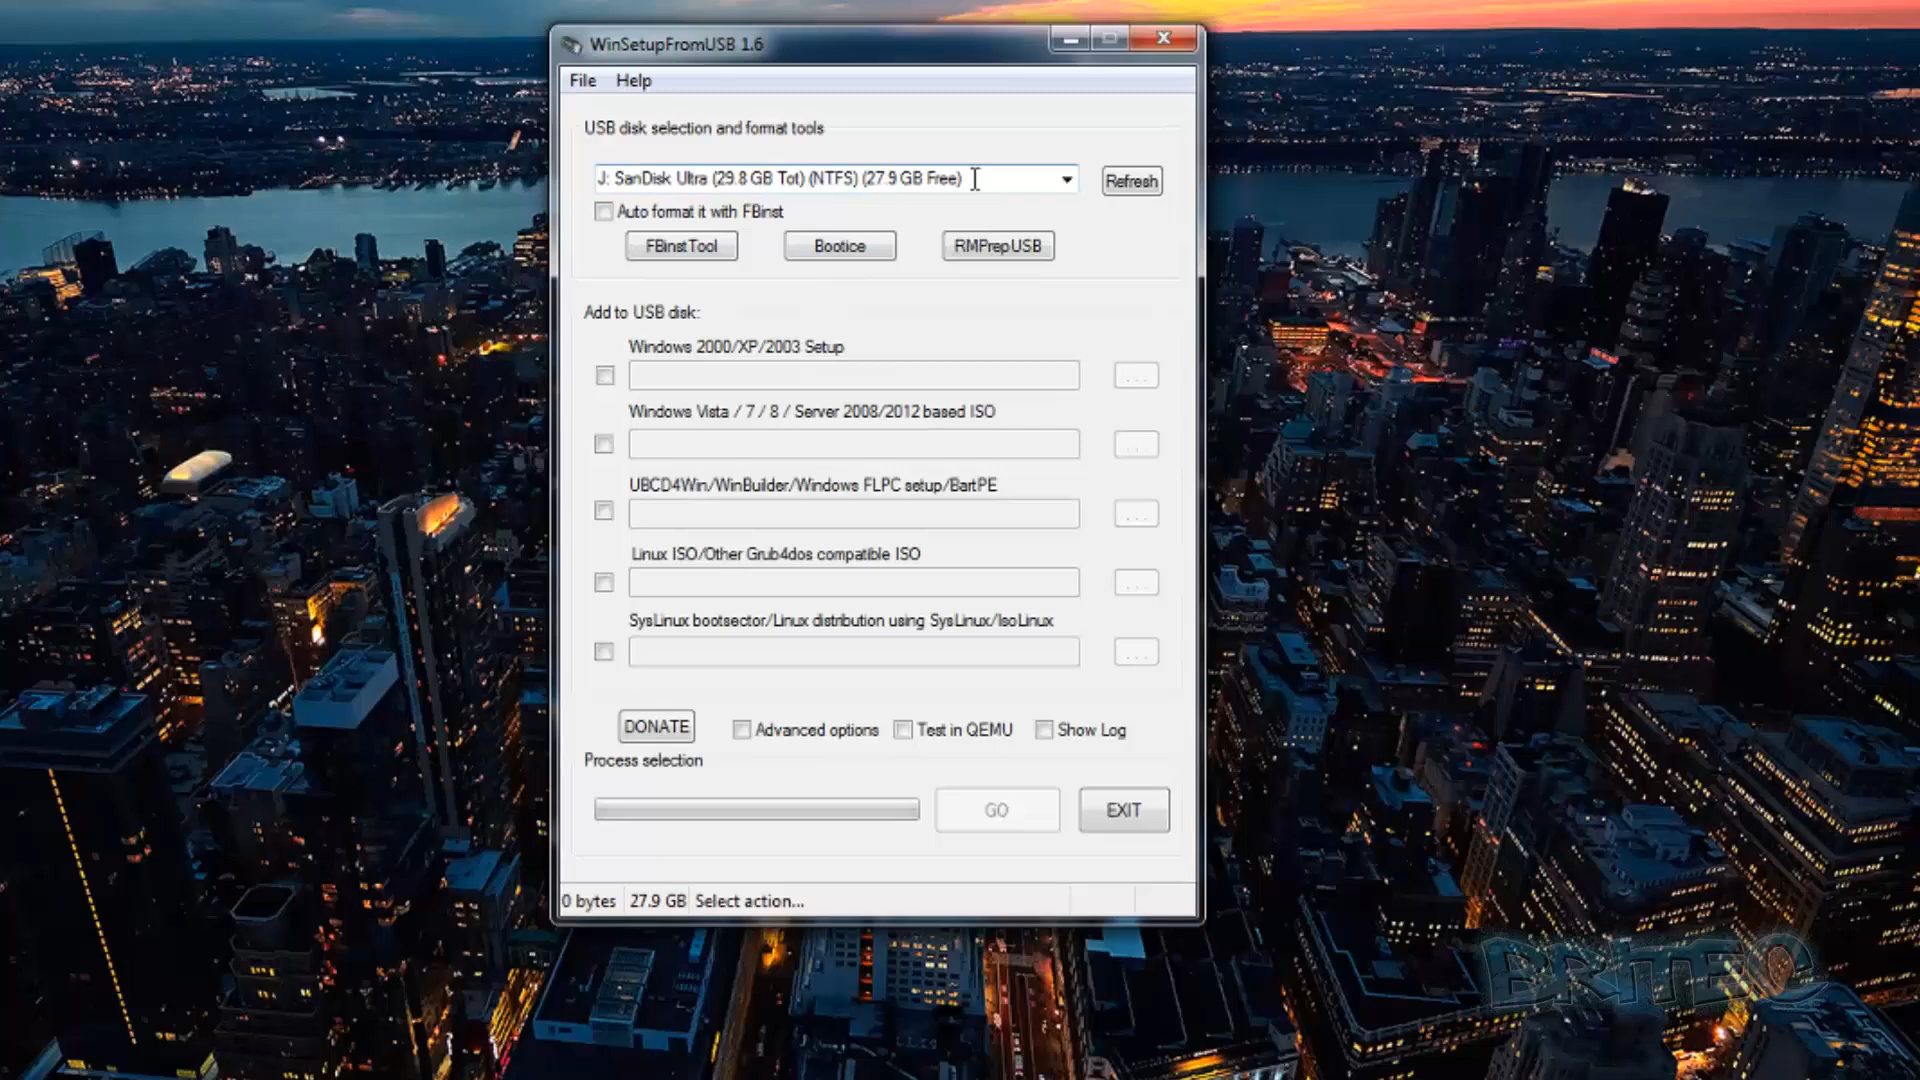 WinSetupFromUSB 1.6
File Help
USB disk selection and format tools
J: SanDisk Ultra (29.8 GB Tot) (NTFS) (27.9 GB Free)
Refresh
Auto format it with FBinst
FBinstTool Bootice RMPrepUSB
Add to USB disk:
Windows 2000/XP/2003 Setup
...
Windows Vista / 7 / 8 / Server 2008/2012 based ISO
...
UBCD4Win/WinBuilder/Windows FLPC setup/BartPE
...
Linux ISO/Other Grub4dos compatible ISO
...
SysLinux bootsector/Linux distribution using SysLinux/IsoLinux
...
DONATE Advanced options Test in QEMU Show Log
Process selection
GO EXIT
0 bytes 27.9 GB Select action...
BRITEC